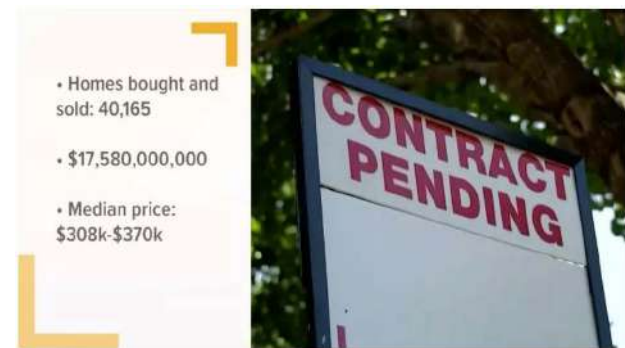 • Homes bought and
sold: 40,165
• $17,580,000,000
• Median price:
$308k-$370k
CONTRACT
PENDING